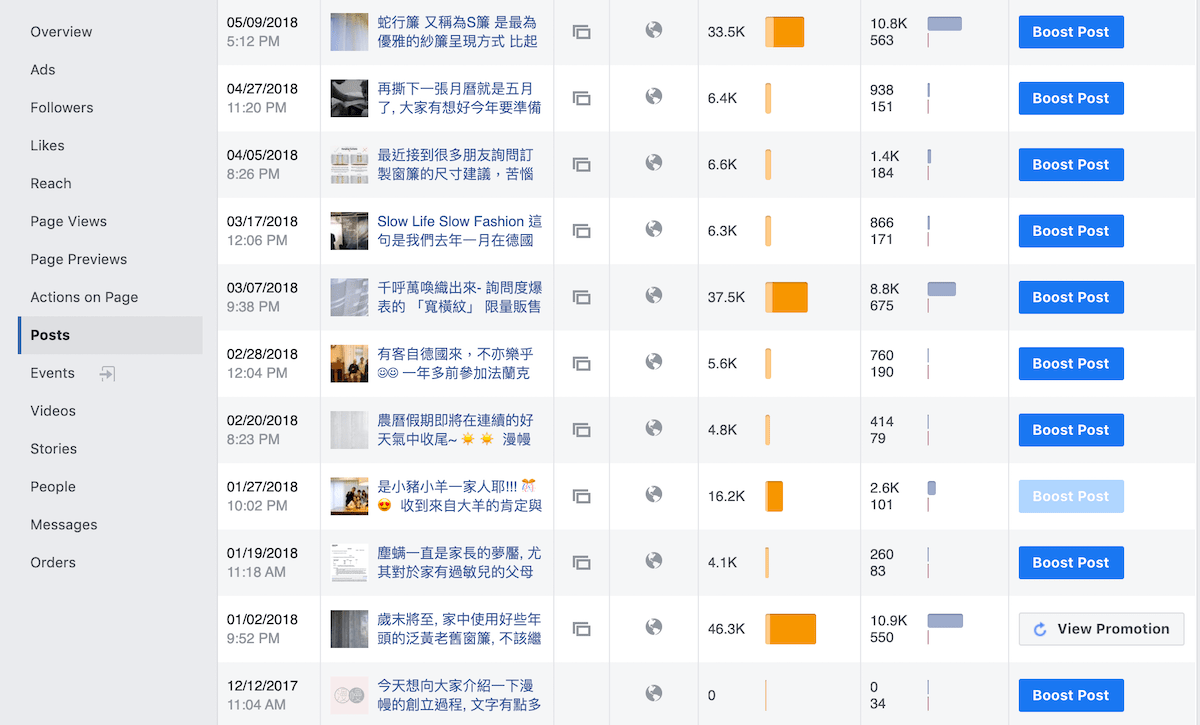 Overview
Ads
Followers
Likes
Reach
Page Views
Page Previews
Actions on Page
Posts
Events
Videos
Stories
People
Messages
Orders
05/09/2018
5:12 PM
蛇行簾 又稱為S簾 是最為
優雅的紗簾呈現方式 比起
33.5K
10.8K
563
Boost Post
04/27/2018
11:20 PM
再撕下一張月曆就是五月
了, 大家有想好今年要準備
6.4K
938
151
Boost Post
04/05/2018
8:26 PM
最近接到很多朋友詢問訂
製窗簾的尺寸建議，苦惱
6.6K
1.4K
184
Boost Post
03/17/2018
12:06 PM
Slow Life Slow Fashion 這
句是我們去年一月在德國
6.3K
866
171
Boost Post
03/07/2018
9:38 PM
千呼萬喚織出來- 詢問度爆
表的 「寬橫紋」 限量販售
37.5K
8.8K
675
Boost Post
02/28/2018
12:04 PM
有客自德國來，不亦樂乎
☺☺ 一年多前參加法蘭克
5.6K
760
190
Boost Post
02/20/2018
8:23 PM
農曆假期即將在連續的好
天氣中收尾~ ☀️ ☀️ 漫幔
4.8K
414
79
Boost Post
01/27/2018
10:02 PM
是小豬小羊一家人耶!!! 🎊
😍 收到來自大羊的肯定與
16.2K
2.6K
101
Boost Post
01/19/2018
11:18 AM
塵蟎一直是家長的夢魘, 尤
其對於家有過敏兒的父母
4.1K
260
83
Boost Post
01/02/2018
9:52 PM
歲末將至, 家中使用好些年
頭的泛黃老舊窗簾, 不該繼
46.3K
10.9K
550
View Promotion
12/12/2017
11:04 AM
今天想向大家介紹一下漫
幔的創立過程, 文字有點多
0
0
34
Boost Post